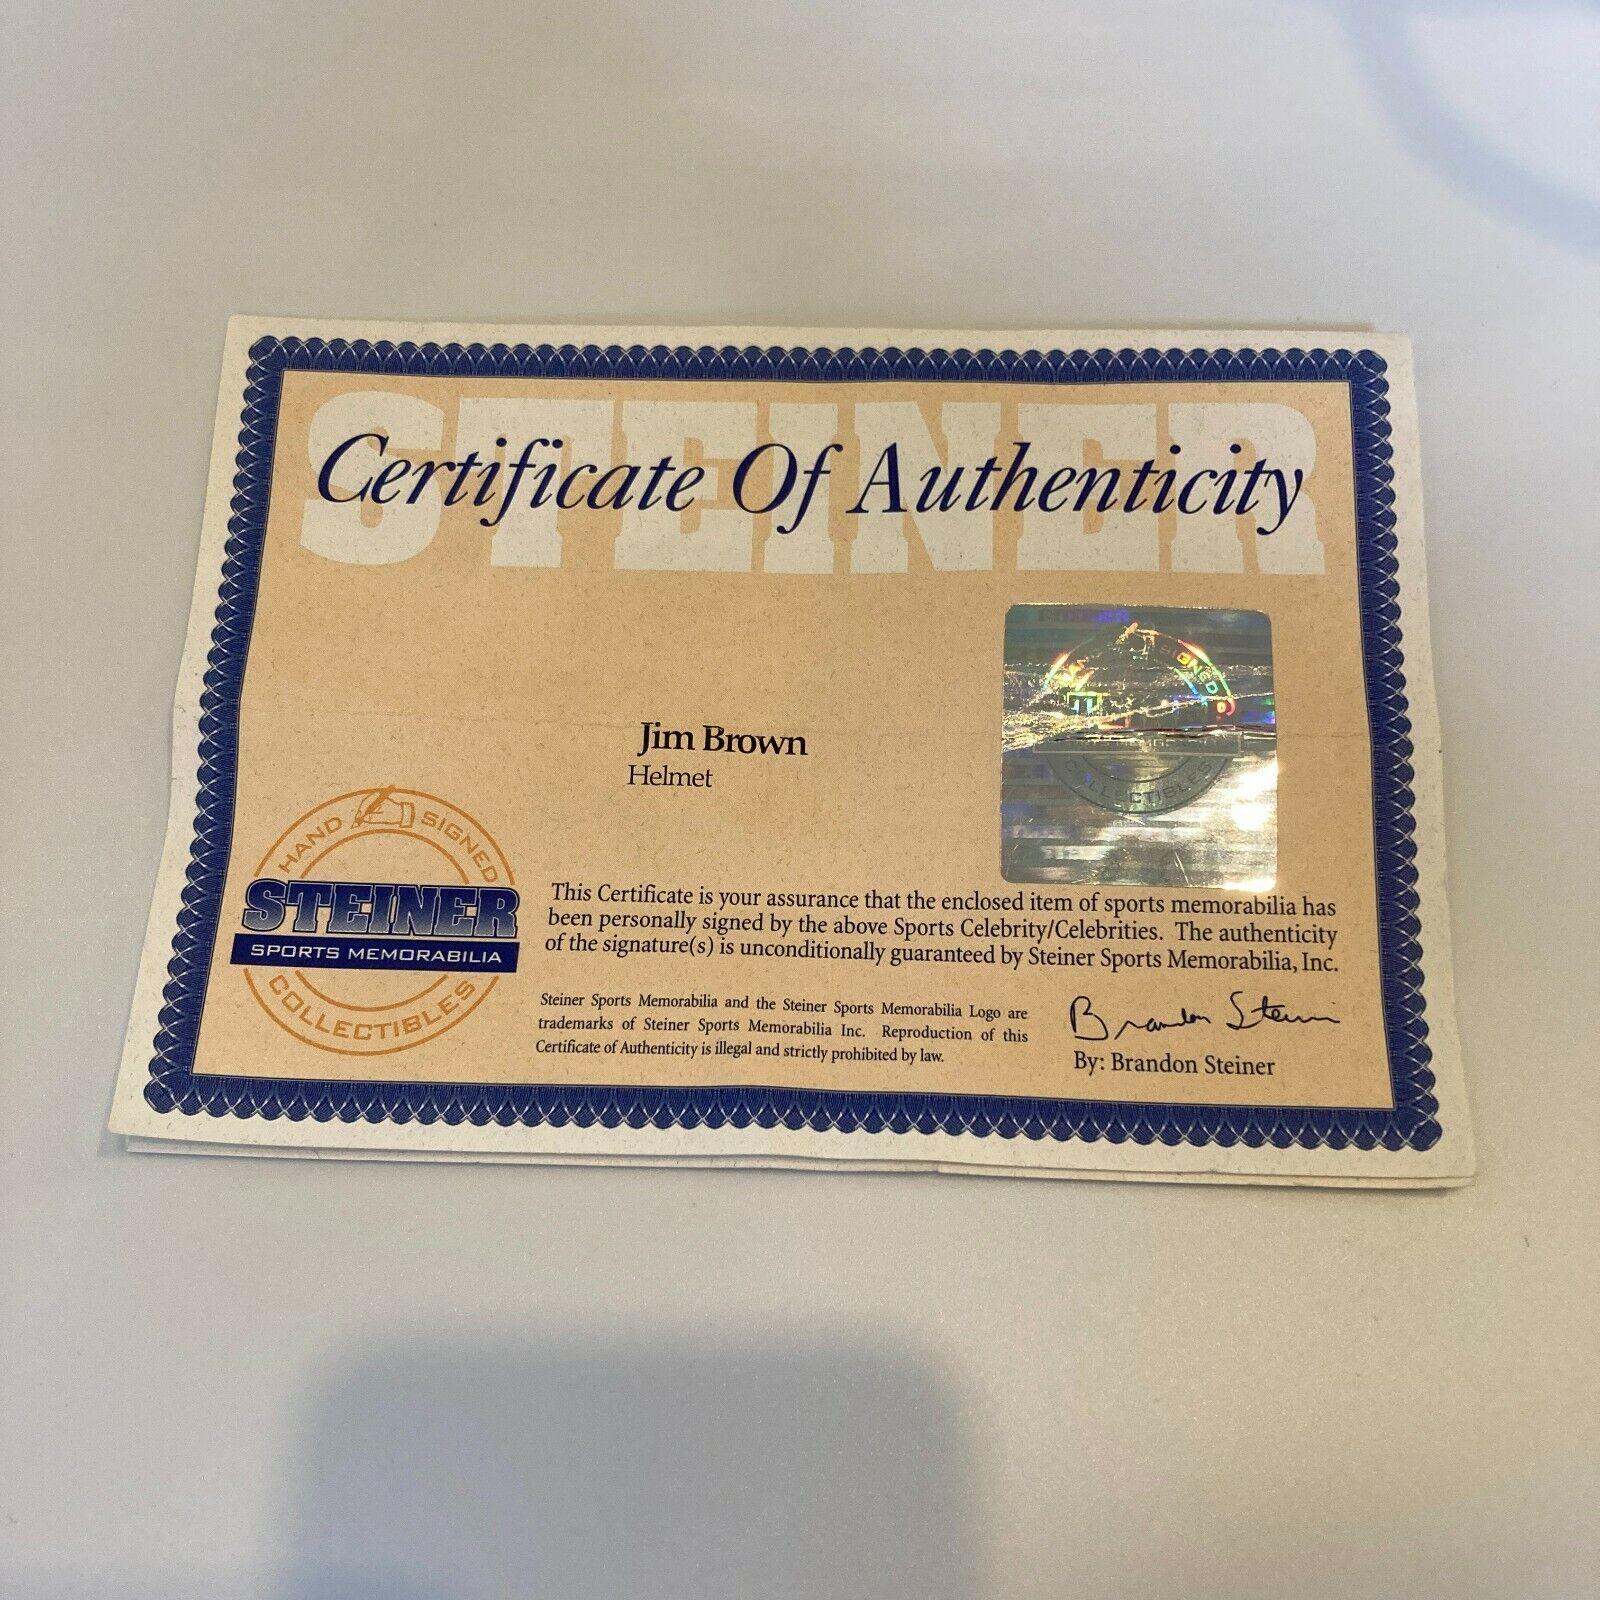 STEINER
Certificate Of Authenticity
SIGNED
COLLECTIBLES
Jim Brown
Helmet
HAND SIGNED
STEINER
SPORTS MEMORABILIA
COLLECTIBLES
This Certificate is your assurance that the enclosed item of sports memorabilia has
been personally signed by the above Sports Celebrity/Celebrities. The authenticity
of the signature(s) is unconditionally guaranteed by Steiner Sports Memorabilia, Inc.
Steiner Sports Memorabilia and the Steiner Sports Memorabilia Logo are
trademarks of Steiner Sports Memorabilia Inc. Reproduction of this
Certificate of Authenticity is illegal and strictly prohibited by law.
Brandon Steiner
By: Brandon Steiner